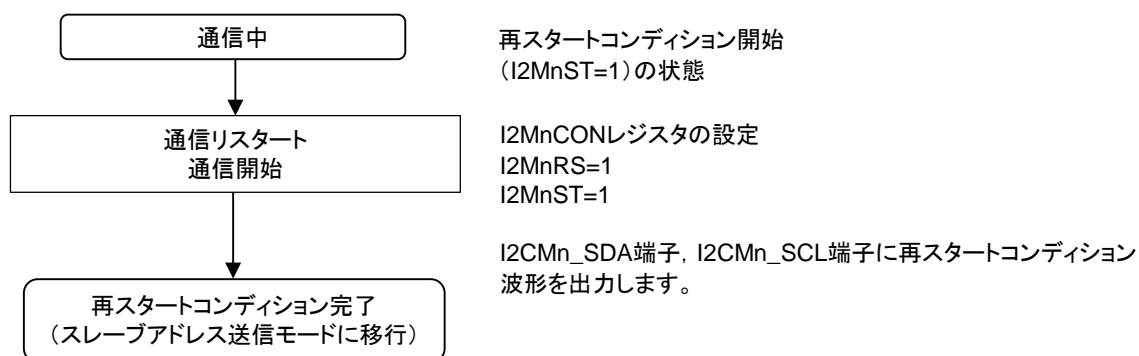 通信中
再スタートコンディション開始
（I2MnST=1）の状態
通信リスタート
通信開始
I2MnCONレジスタの設定
I2MnRS=1
I2MnST=1
I2CMn_SDA端子，I2CMn_SCL端子に再スタートコンディション
波形を出力します。
再スタートコンディション完了
（スレーブアドレス送信モードに移行）